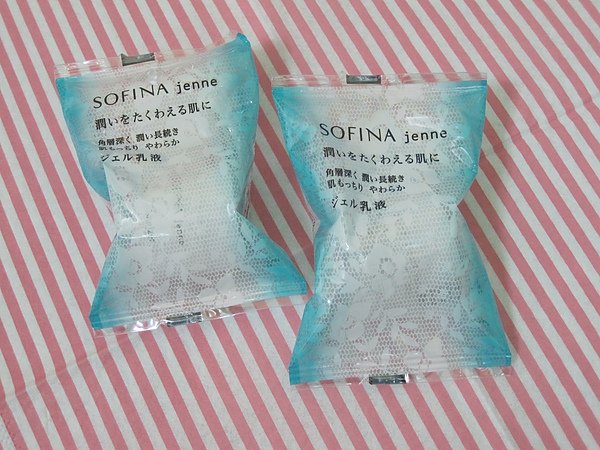 SOFINA jenne
潤いをたくわえる肌に
角層深く 潤い長続き
肌もっちり やわらか
ジェル乳液
jenne
SOFINA jenne
潤いをたくわえる肌に
角層深く 潤い長続き
肌もっちり やわらか
ジェル乳液